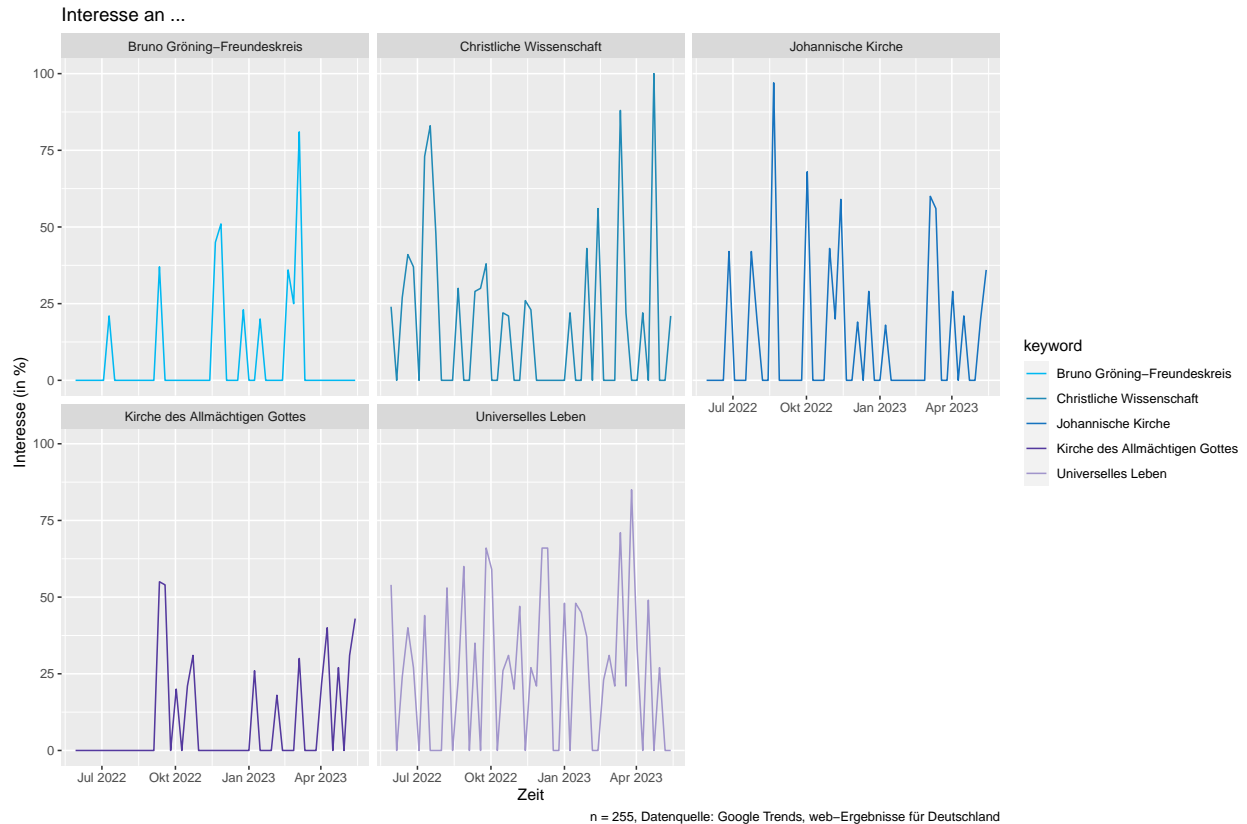 Interesse an ...
Bruno Gröning−Freundeskreis
Christliche Wissenschaft
Johannische Kirche
100
75
50
25
0
Jul 2022 Okt 2022 Jan 2023 Apr 2023
Kirche des Allmächtigen Gottes
Universelles Leben
100
75
50
25
0
Jul 2022 Okt 2022 Jan 2023 Apr 2023
Jul 2022 Okt 2022 Jan 2023 Apr 2023
Interesse (in %)
Zeit
keyword
Bruno Gröning−Freundeskreis
Christliche Wissenschaft
Johannische Kirche
Kirche des Allmächtigen Gottes
Universelles Leben
n = 255, Datenquelle: Google Trends, web−Ergebnisse für Deutschland